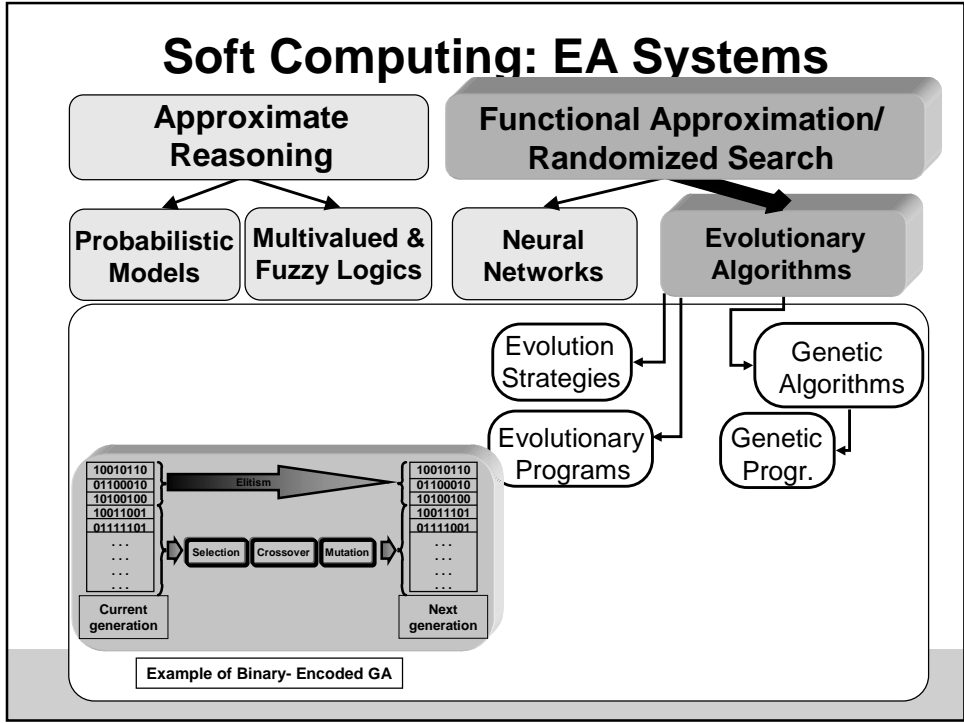 Soft Computing: EA Systems
Approximate
Reasoning
Functional Approximation/
Randomized Search
Probabilistic
Models
Multivalued &
Fuzzy Logics
Neural
Networks
Evolutionary
Algorithms
Evolution
Strategies
Genetic
Algorithms
Evolutionary
Programs
Genetic
Progr.
10010110
01100010
10100100
10011001
01111101
. . .
. . .
. . .
. . .
Current
generation
Elitism
Selection
Crossover
Mutation
10010110
01100010
10100100
10011101
01111001
. . .
. . .
. . .
. . .
Next
generation
Example of Binary- Encoded GA